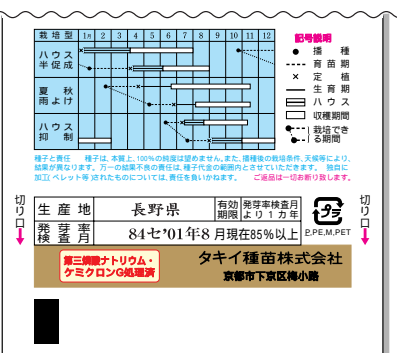 栽培型 1月 2 3 4 5 6 7 8 9 10 11 12
ハウス
半促成
夏秋
雨よけ
ハウス
抑制
記号説明
播種
育苗期
定植
生育期
ハウス
収穫期間
栽培でき
る期間
種子と責任 種子は、本質上、100%の純度は望めません。また、播種後の栽培条件、天候等により、
結果が異なります。万一の結果不良の責任は、種子代金の範囲内とさせていただきます。 独自に
加工(ペレット等)されたものについては、責任を負いかねます。 ご返品は一切お断り致します。
切り口
切り口
生産地 長野県
有効期限 発芽率検査月より1カ年
発芽率検査月 84セ'01年8月現在85%以上
プラ
P.PE,M,PET
第三燐酸ナトリウム・
ケミクロンG処理済
タキイ種苗株式会社
京都市下京区梅小路